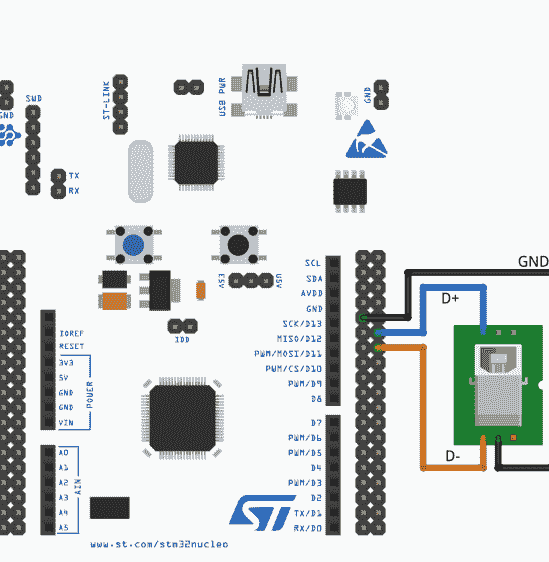 SWD
GND
ST-LINK
USB PWR
GND
TX
RX
E5V
U5V
IDD
SCL
SDA
AVDD
GND
SCK/D13
MISO/D12
PWM/MOSI/D11
PWM/CS/D10
PWM/D9
D8
GND
D+
IOREF
RESET
3V3
5V
GND
GND
VIN
POWER
D7
PWM/D6
PWM/D5
D4
PWM/D3
D2
TX/D1
RX/D0
D-
A0
A1
A2
A3
A4
A5
AIN
ST
www.st.com/stm32nucleo